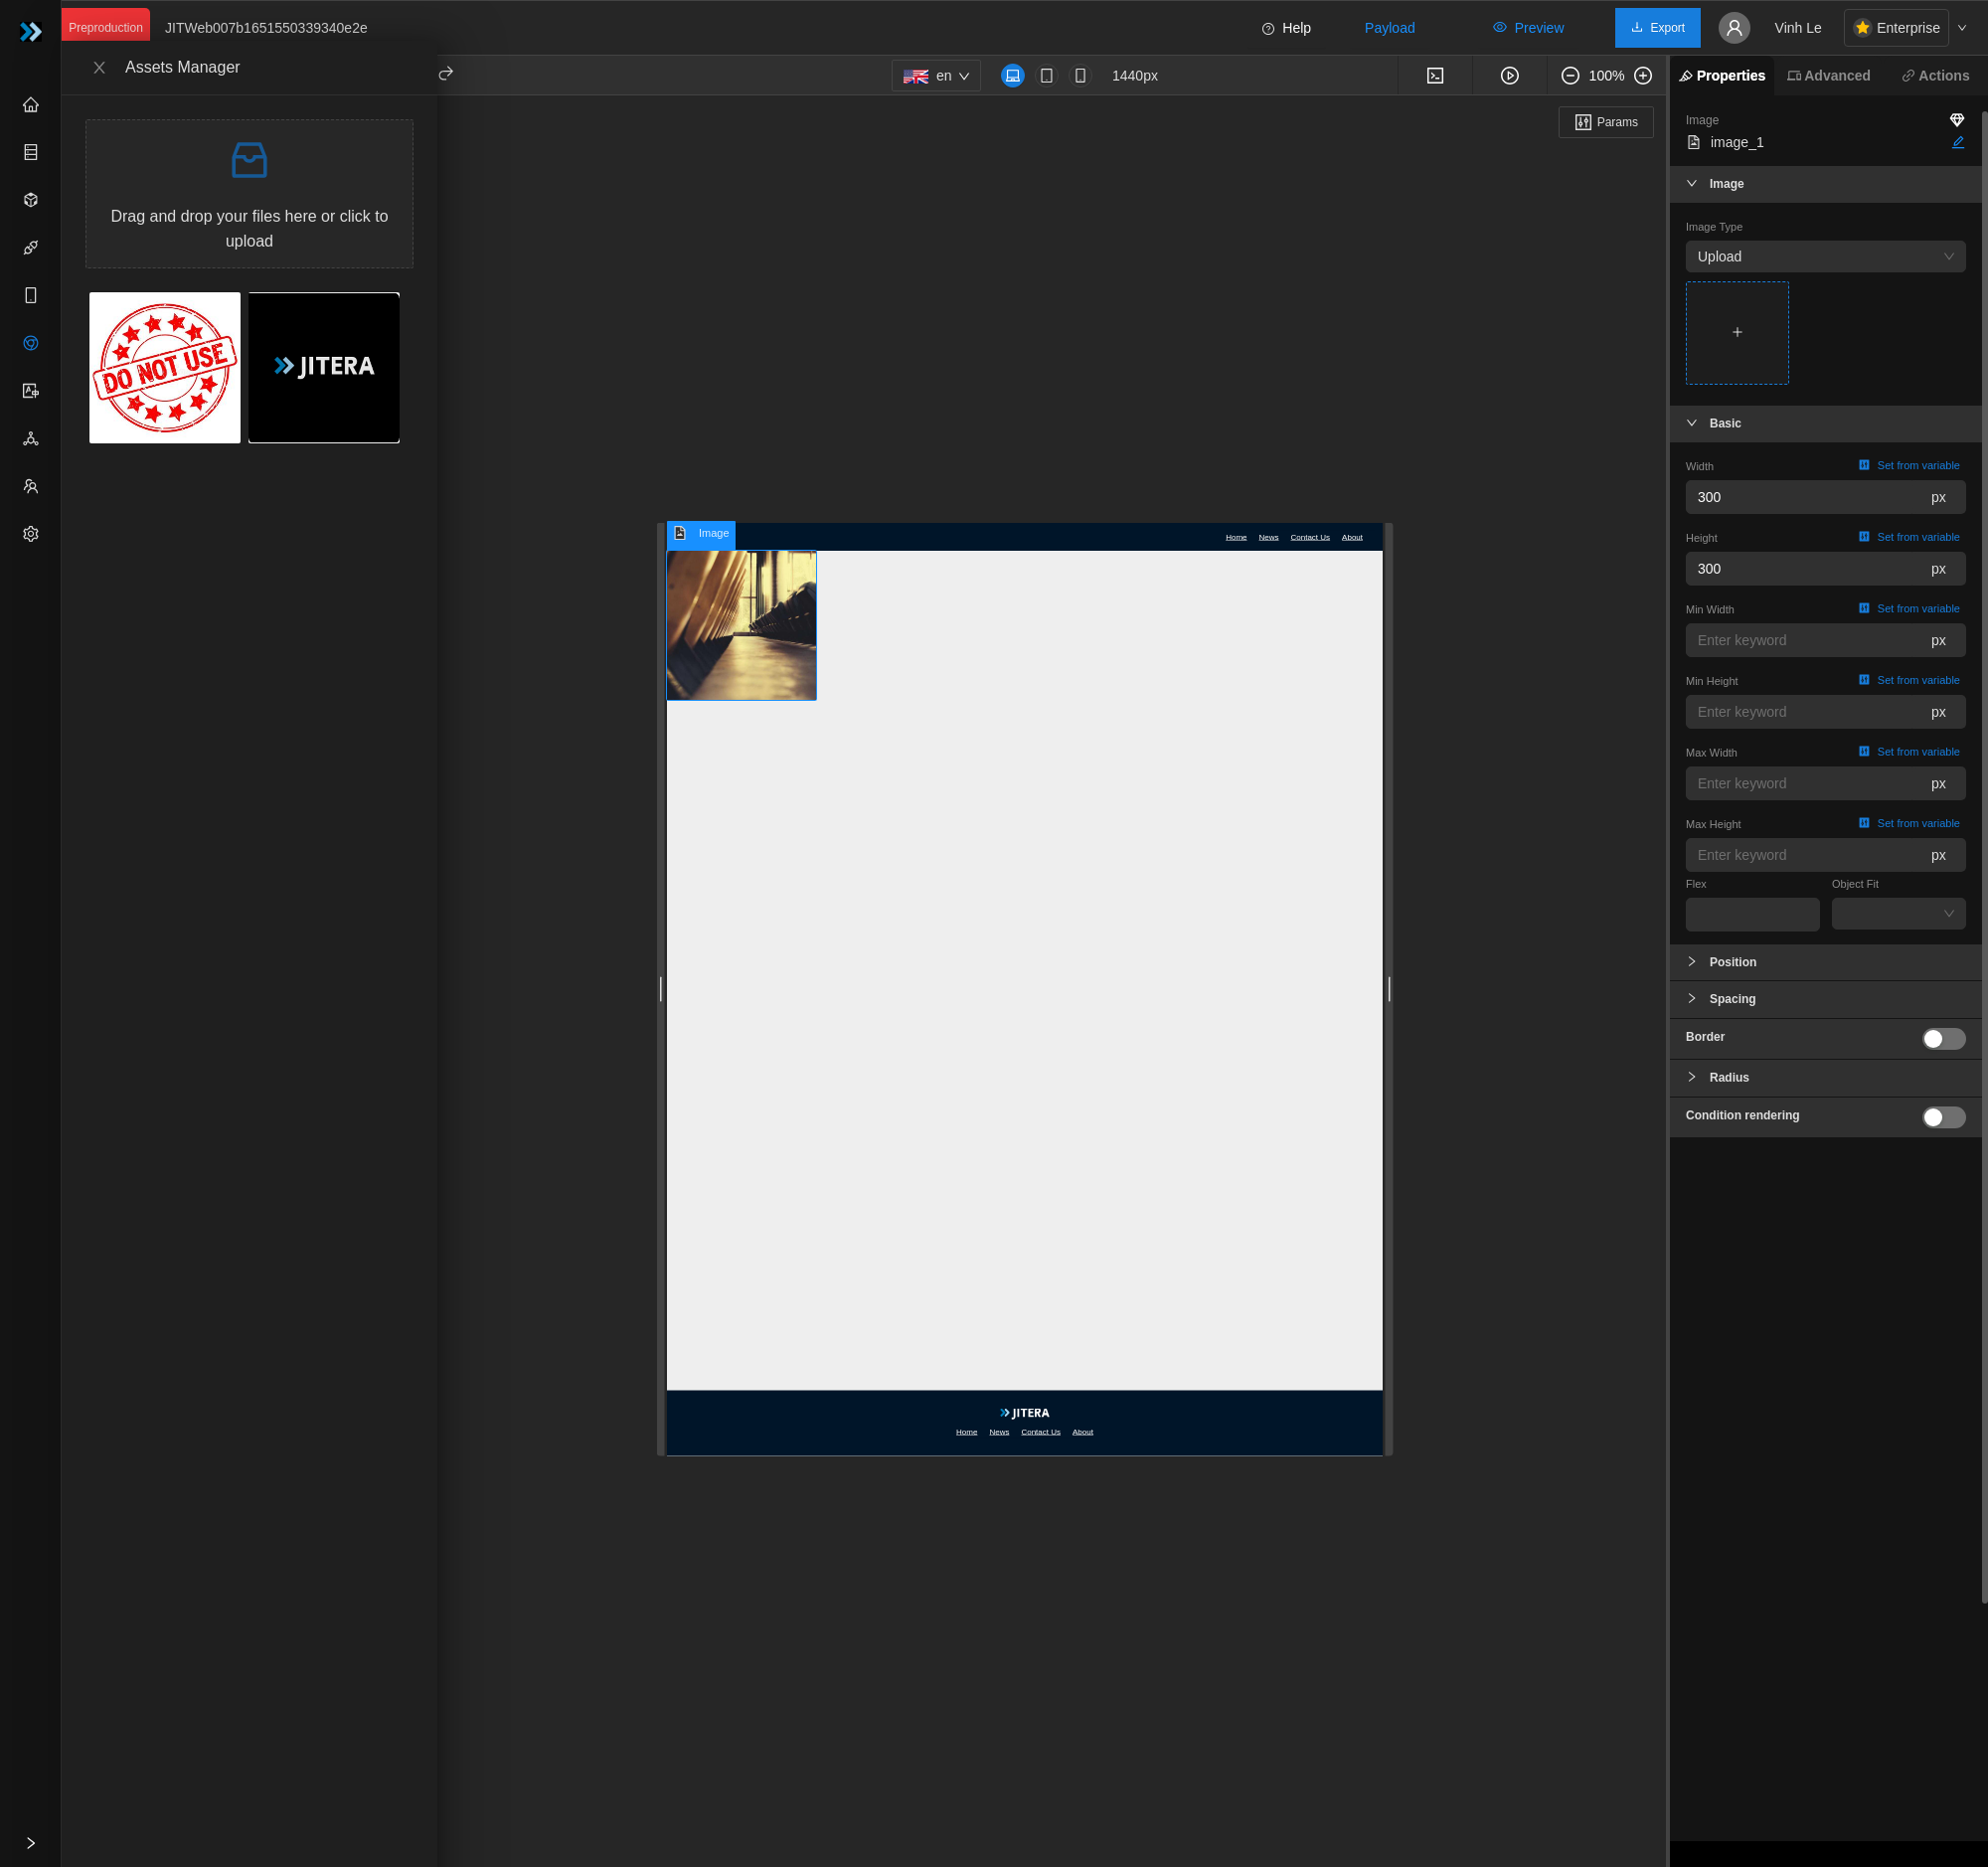 Preproduction
JITWeb007b1651550339340e2e
Help
Payload
Preview
Export
Vinh Le
Enterprise
Assets Manager
en
1440px
100%
Properties
Advanced
Actions
Params
Drag and drop your files here or click to
upload
DO NOT USE
JITERA
Image
Home
News
Contact Us
About
JITERA
Home
News
Contact Us
About
Image
image_1
Image
Image Type
Upload
Basic
Width
Set from variable
300
px
Height
Set from variable
300
px
Min Width
Set from variable
Enter keyword
px
Min Height
Set from variable
Enter keyword
px
Max Width
Set from variable
Enter keyword
px
Max Height
Set from variable
Enter keyword
px
Flex
Object Fit
Position
Spacing
Border
Radius
Condition rendering